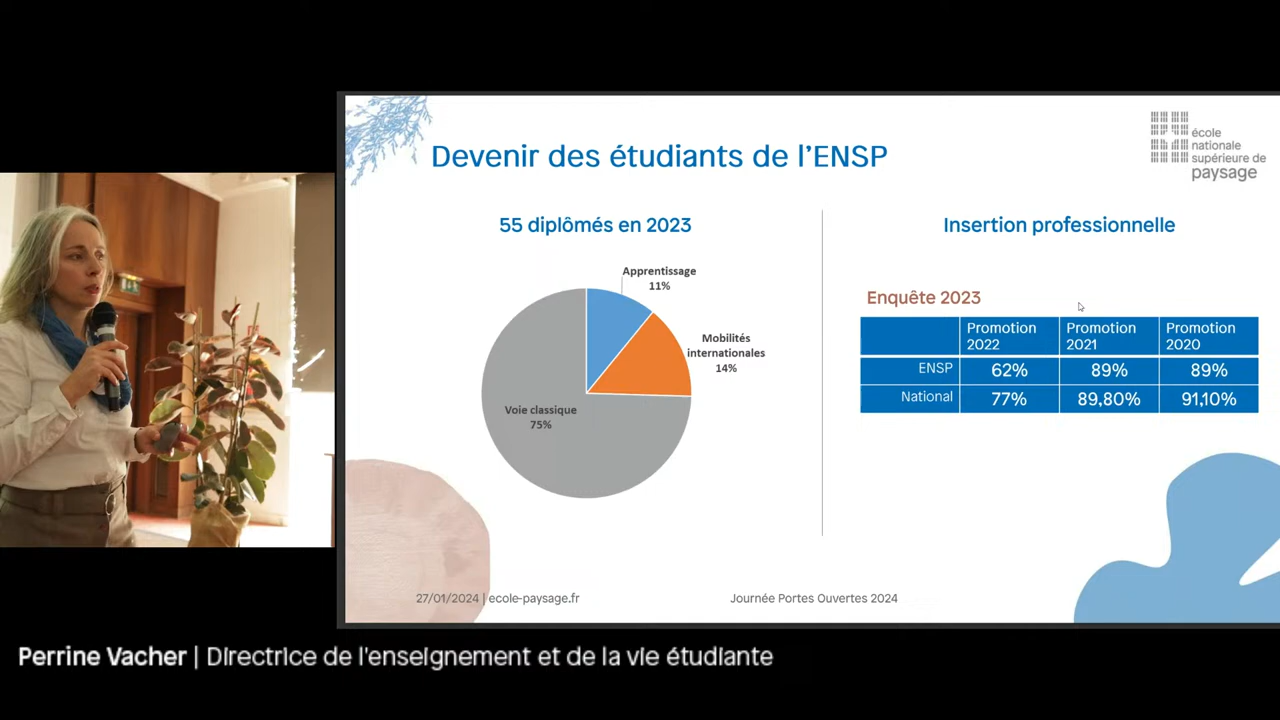 Devenir des étudiants de l'ENSP
école
nationale
supérieure de
paysage
55 diplômés en 2023
Apprentissage
11%
Mobilités
internationales
14%
Voie classique
75%
Insertion professionnelle
Enquête 2023
Promotion 2022 Promotion 2021 Promotion 2020
ENSP 62% 89% 89%
National 77% 89,80% 91,10%
27/01/2024 | ecole-paysage.fr
Journée Portes Ouvertes 2024
Perrine Vacher | Directrice de l'enseignement et de la vie étudiante